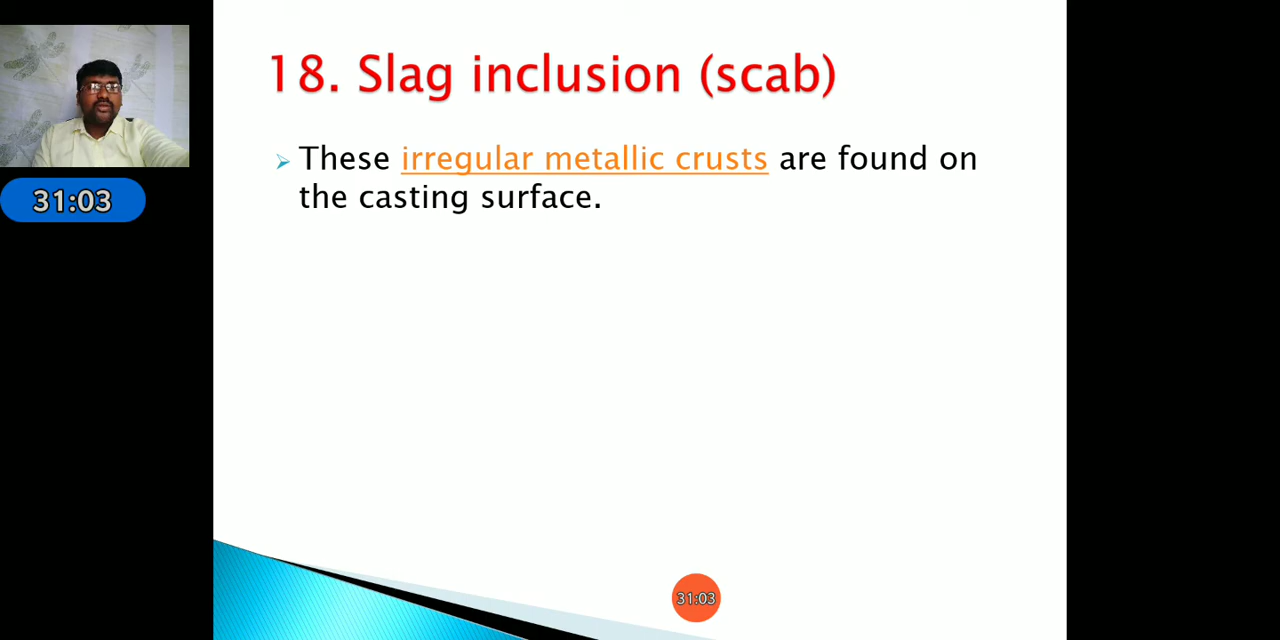 18. Slag inclusion (scab)
These irregular metallic crusts are found on
the casting surface.
31:03
31:03